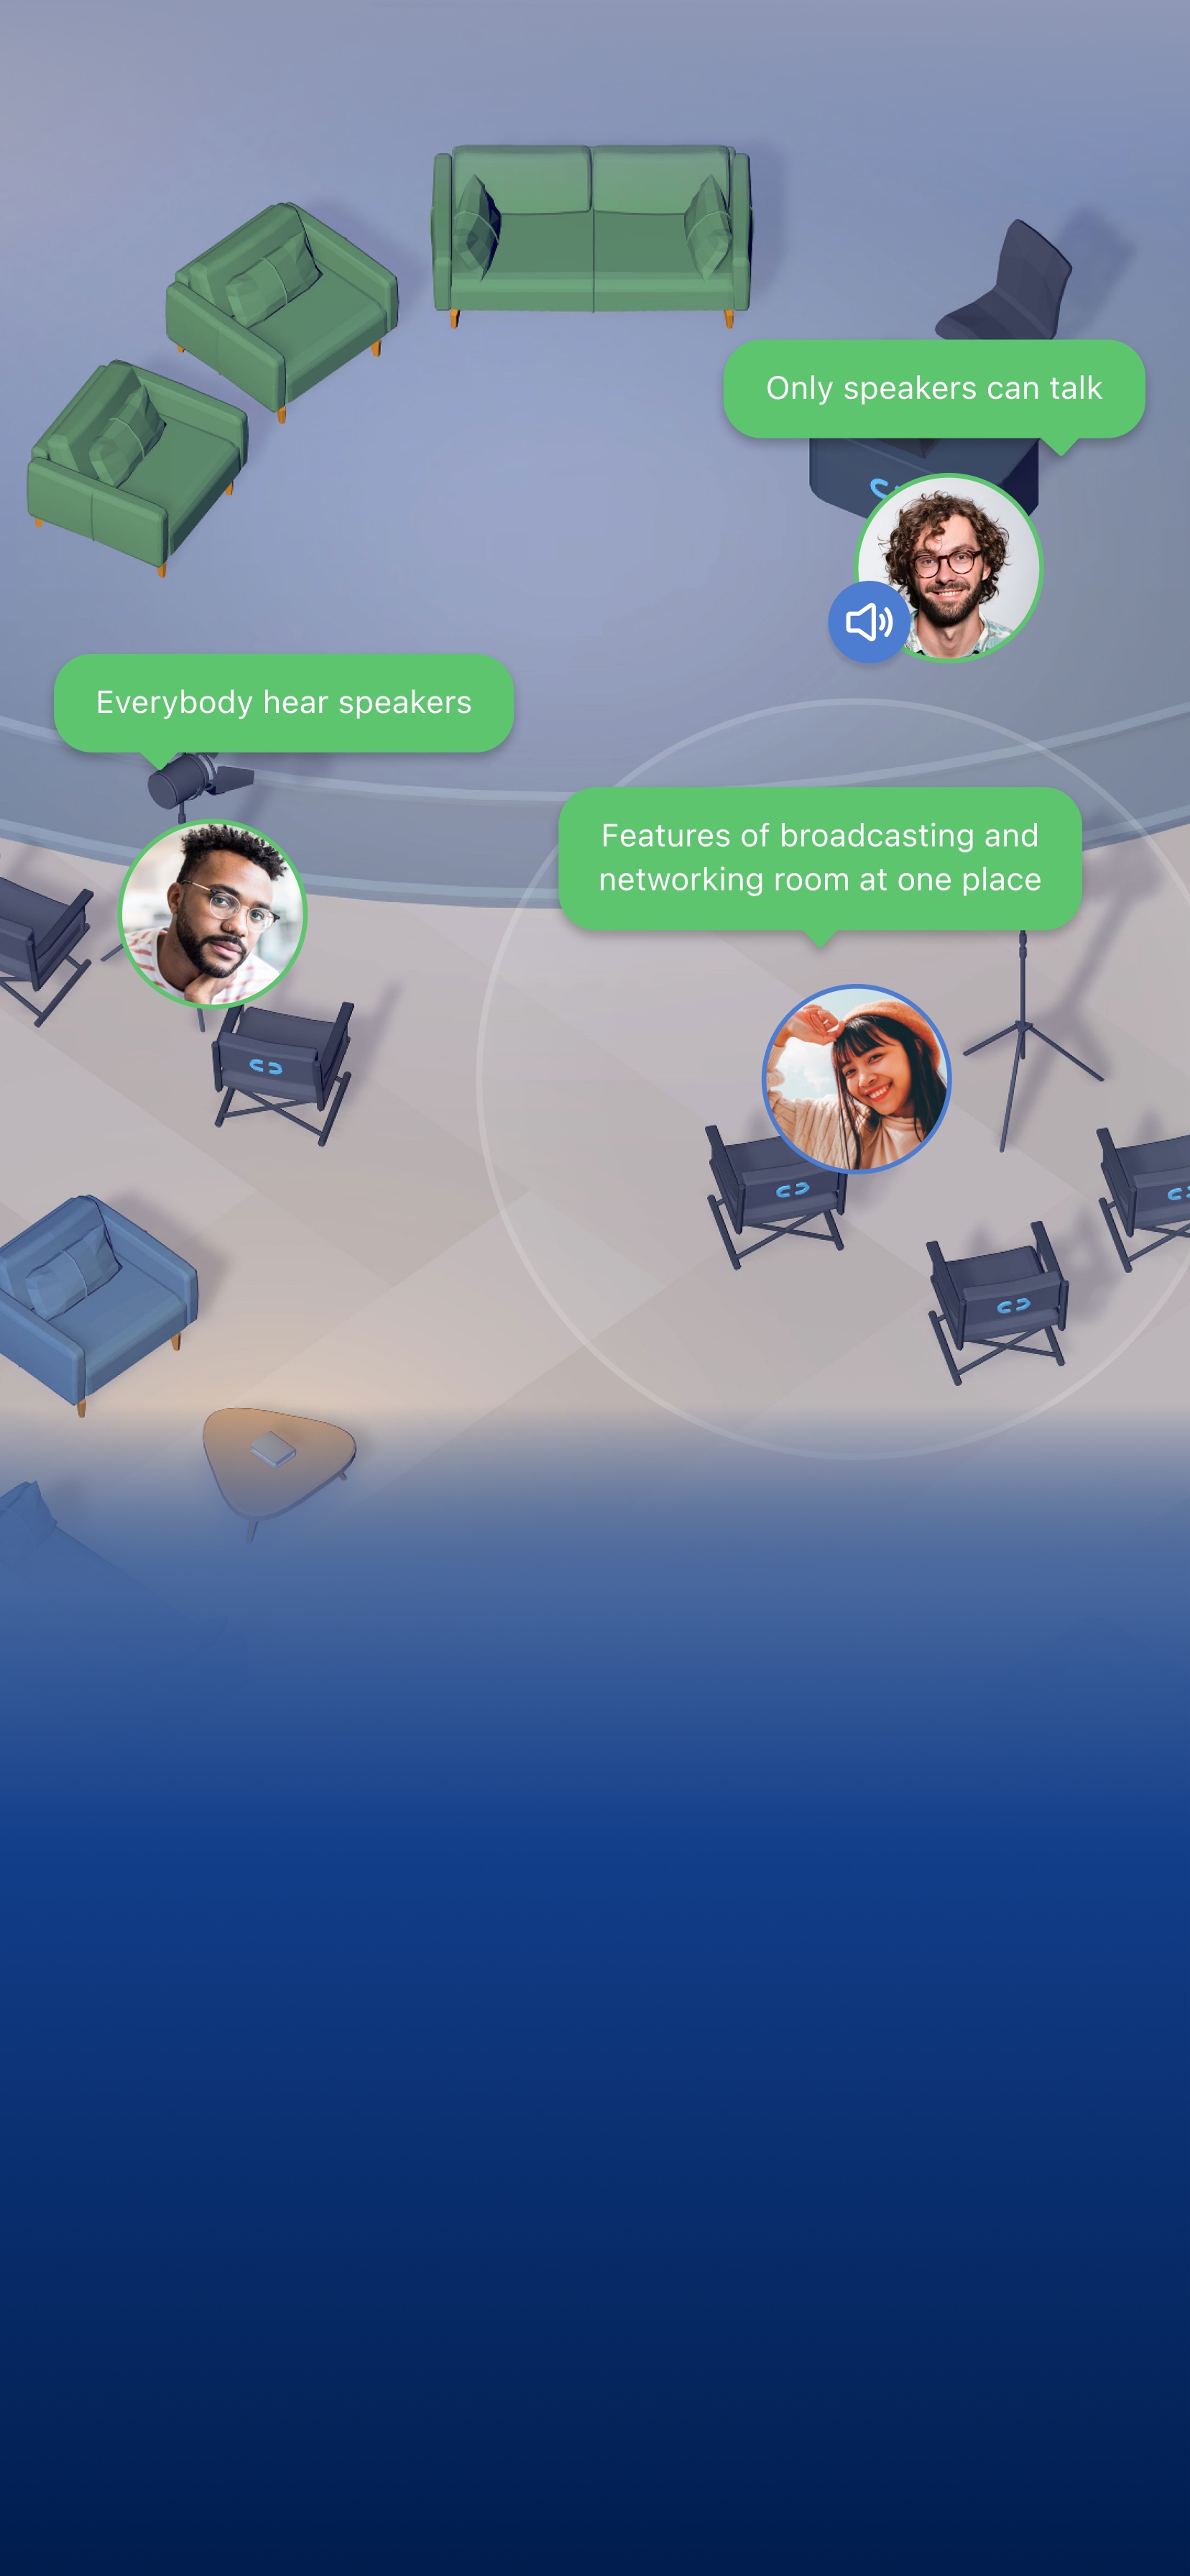 Only speakers can talk
Everybody hear speakers
Features of broadcasting and
networking room at one place